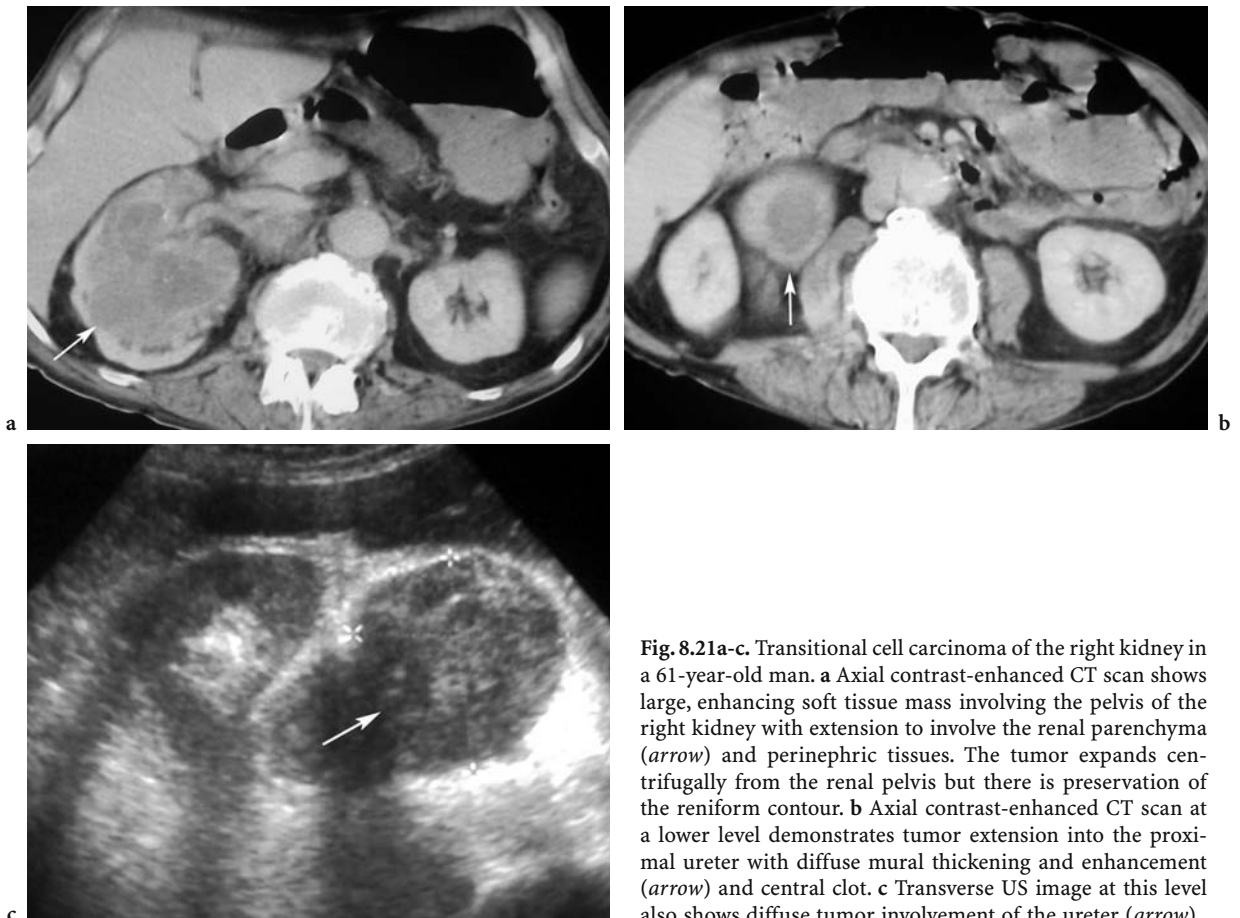 a
b
c
Fig. 8.21a-c. Transitional cell carcinoma of the right kidney in
a 61-year-old man. a Axial contrast-enhanced CT scan shows
large, enhancing soft tissue mass involving the pelvis of the
right kidney with extension to involve the renal parenchyma
(arrow) and perinephric tissues. The tumor expands cen-
trifugally from the renal pelvis but there is preservation of
the reniform contour. b Axial contrast-enhanced CT scan at
a lower level demonstrates tumor extension into the proxi-
mal ureter with diffuse mural thickening and enhancement
(arrow) and central clot. c Transverse US image at this level
also shows diffuse tumor involvement of the ureter (arrow)